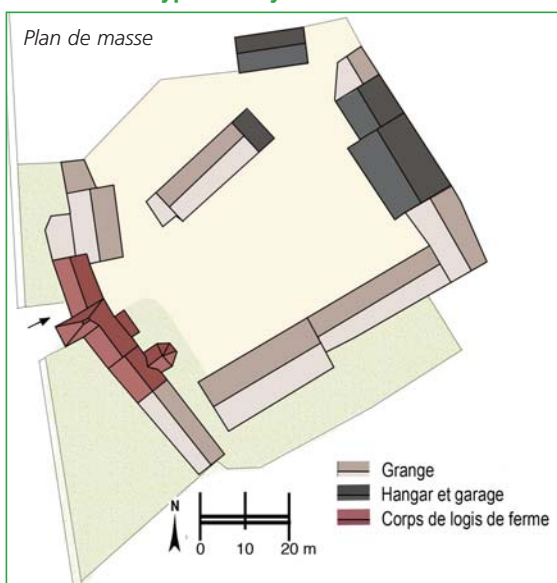 Plan de masse
Grange
Hangar et garage
Corps de logis de ferme
N
0 10 20 m